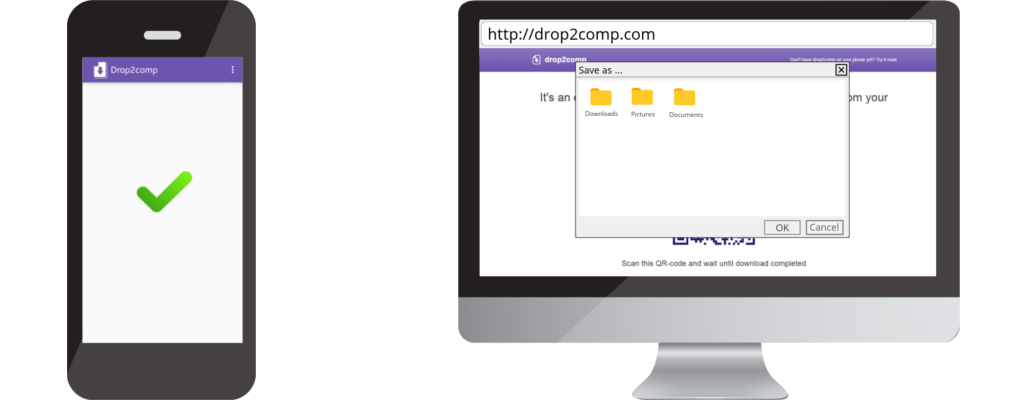 Drop2comp
http://drop2comp.com
drop2comp
Don't have drop2comp on your phone yet? Try it now!
Save as ...
It's an
om your
Downloads
Pictures
Documents
OK
Cancel
Scan this QR-code and wait until download completed